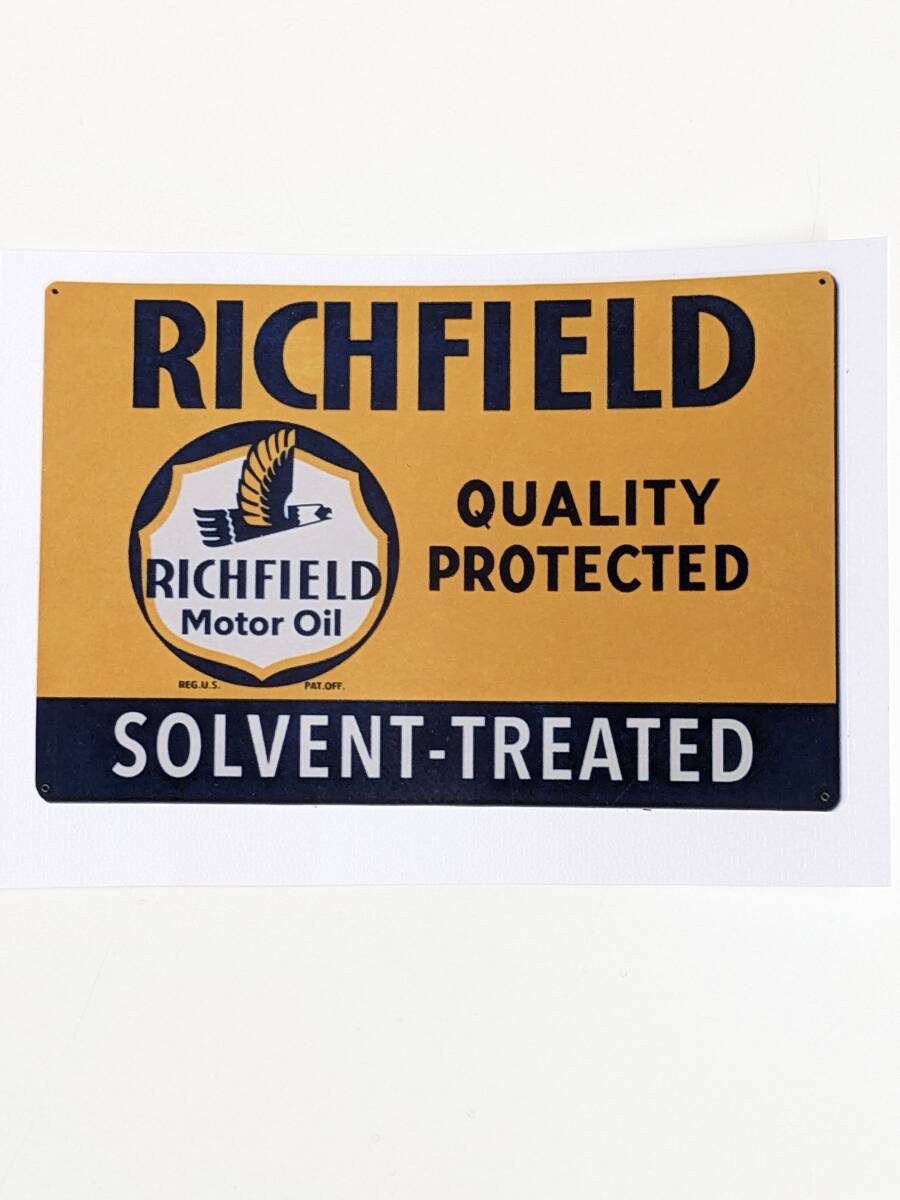 RICHFIELD
QUALITY
PROTECTED
RICHFIELD
Motor Oil
REG.U.S. PAT.OFF.
SOLVENT-TREATED